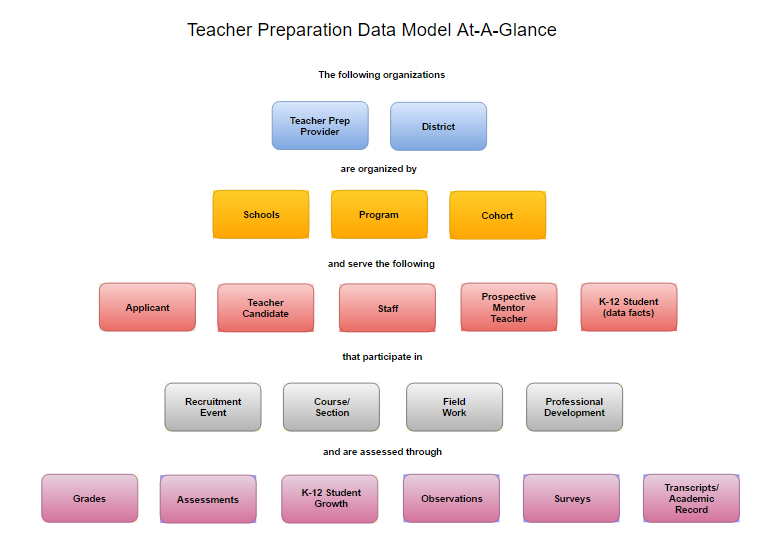 Teacher Preparation Data Model At-A-Glance
The following organizations
Teacher Prep
Provider
District
are organized by
Schools
Program
Cohort
and serve the following
Applicant
Teacher
Candidate
Staff
Prospective
Mentor
Teacher
K-12 Student
(data facts)
that participate in
Recruitment
Event
Course/
Section
Field
Work
Professional
Development
and are assessed through
Grades
Assessments
K-12 Student
Growth
Observations
Surveys
Transcripts/
Academic
Record